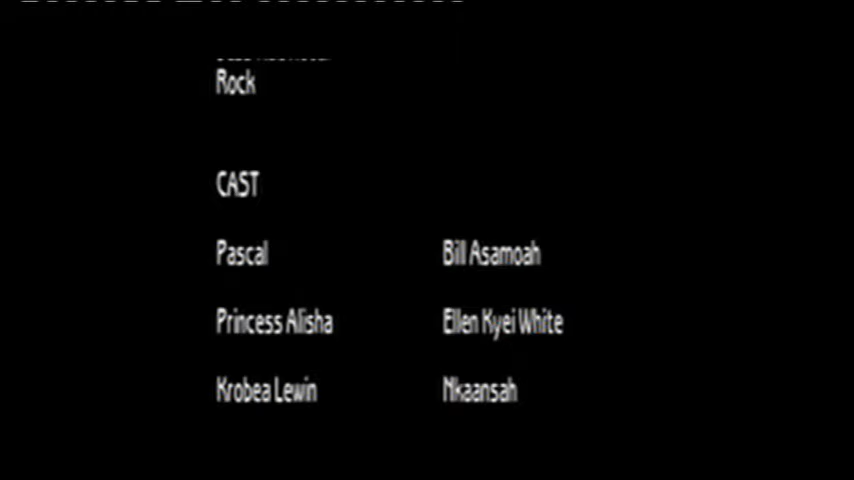 Rock
CAST
Pascal Bill Asamoah
Princess Alisha Ellen Kyei White
Krobea Lewin Nkaansah